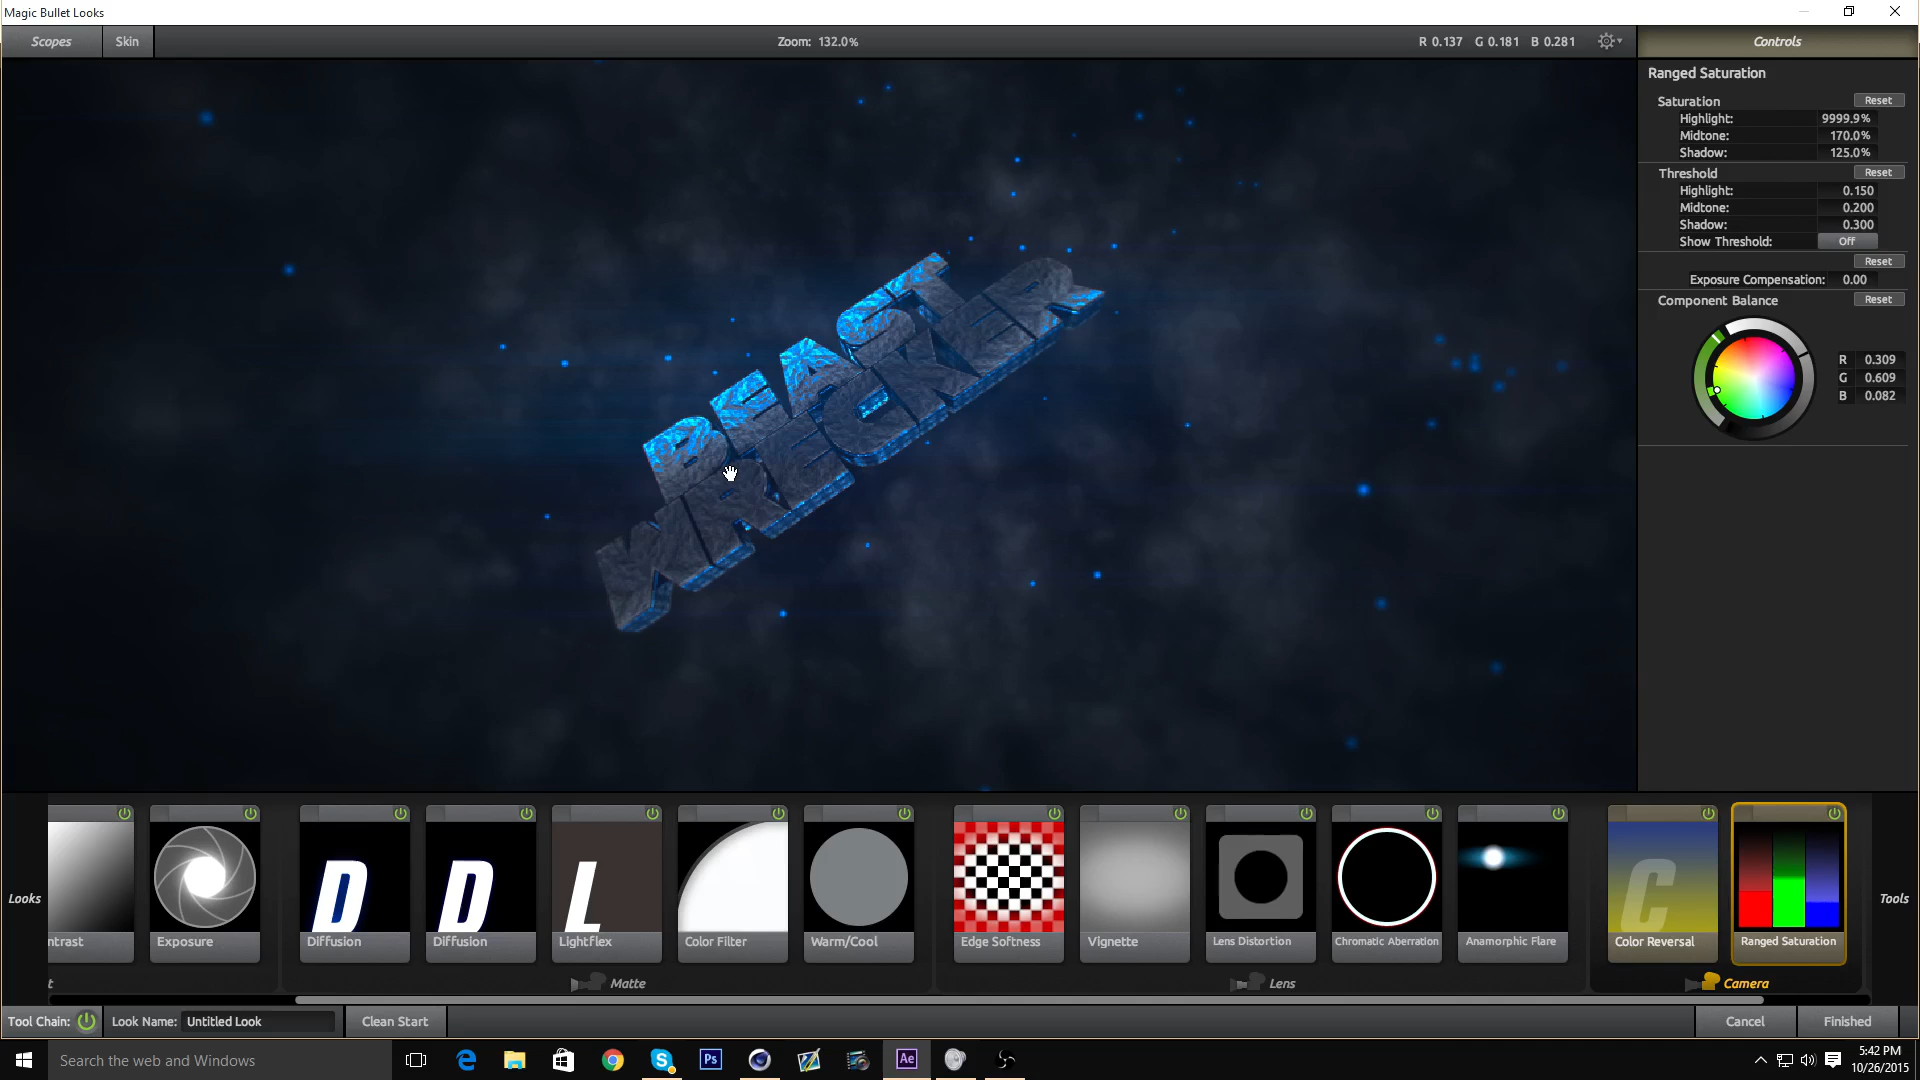 Magic Bullet Looks
Scopes
Skin
Zoom: 132.0%
R 0.137 G 0.181 B 0.281
Controls
Ranged Saturation
Saturation Reset
Highlight: 9999.9%
Midtone: 170.0%
Shadow: 125.0%
Threshold Reset
Highlight: 0.150
Midtone: 0.200
Shadow: 0.300
Show Threshold: Off
Reset
Exposure Compensation: 0.00
Component Balance Reset
R 0.309
G 0.609
B 0.082
BEAST
WRECKER
Looks
ntrast
Exposure
D
Diffusion
D
Diffusion
L
Lightflex
Color Filter
Warm/Cool
Edge Softness
Vignette
Lens Distortion
Chromatic Aberration
Anamorphic Flare
C
Color Reversal
Ranged Saturation
Tools
t
Matte
Lens
Camera
Tool Chain: Look Name: Untitled Look Clean Start Cancel Finished
Search the web and Windows
Ps
Ae
5:42 PM
10/26/2015